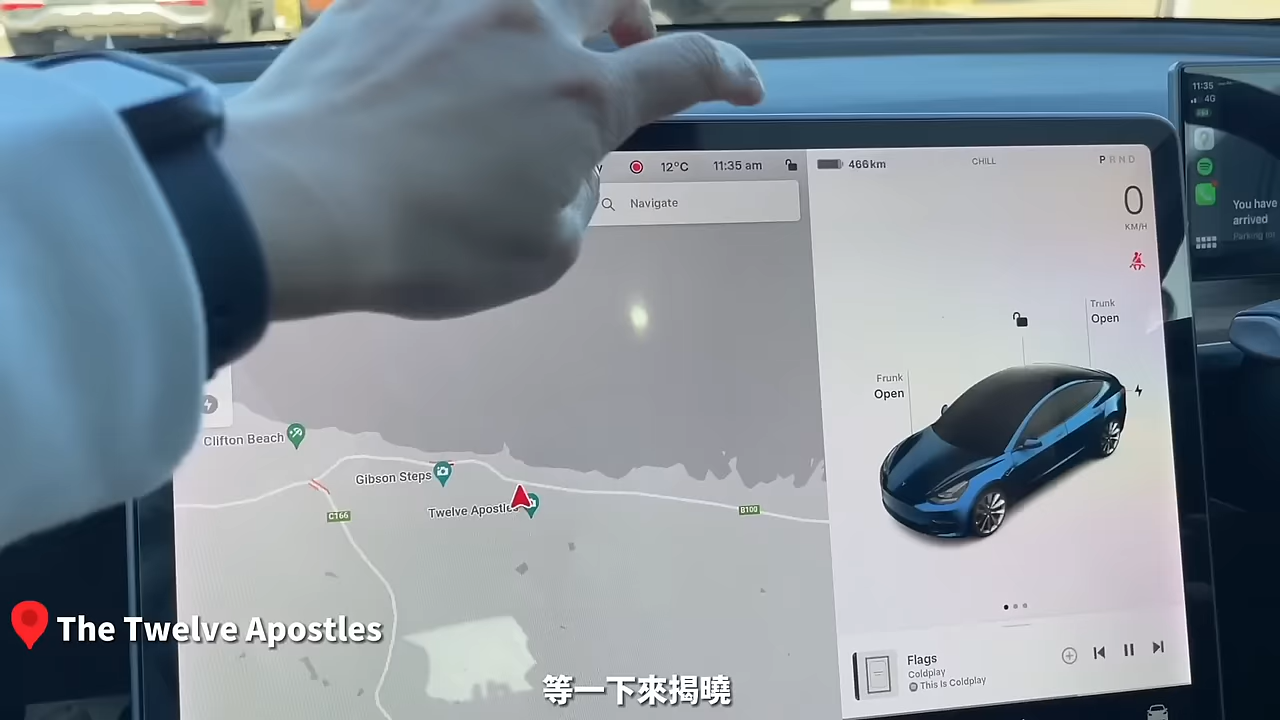 12°C
11:35 am
466km
CHILL
P R N D
Navigate
0
KM/H
Trunk
Open
Frunk
Open
Clifton Beach
Gibson Steps
Twelve Apostles
C166
B100
Flags
Coldplay
This Is Coldplay
11:35
4G
You have
arrived
The Twelve Apostles
等一下來揭曉